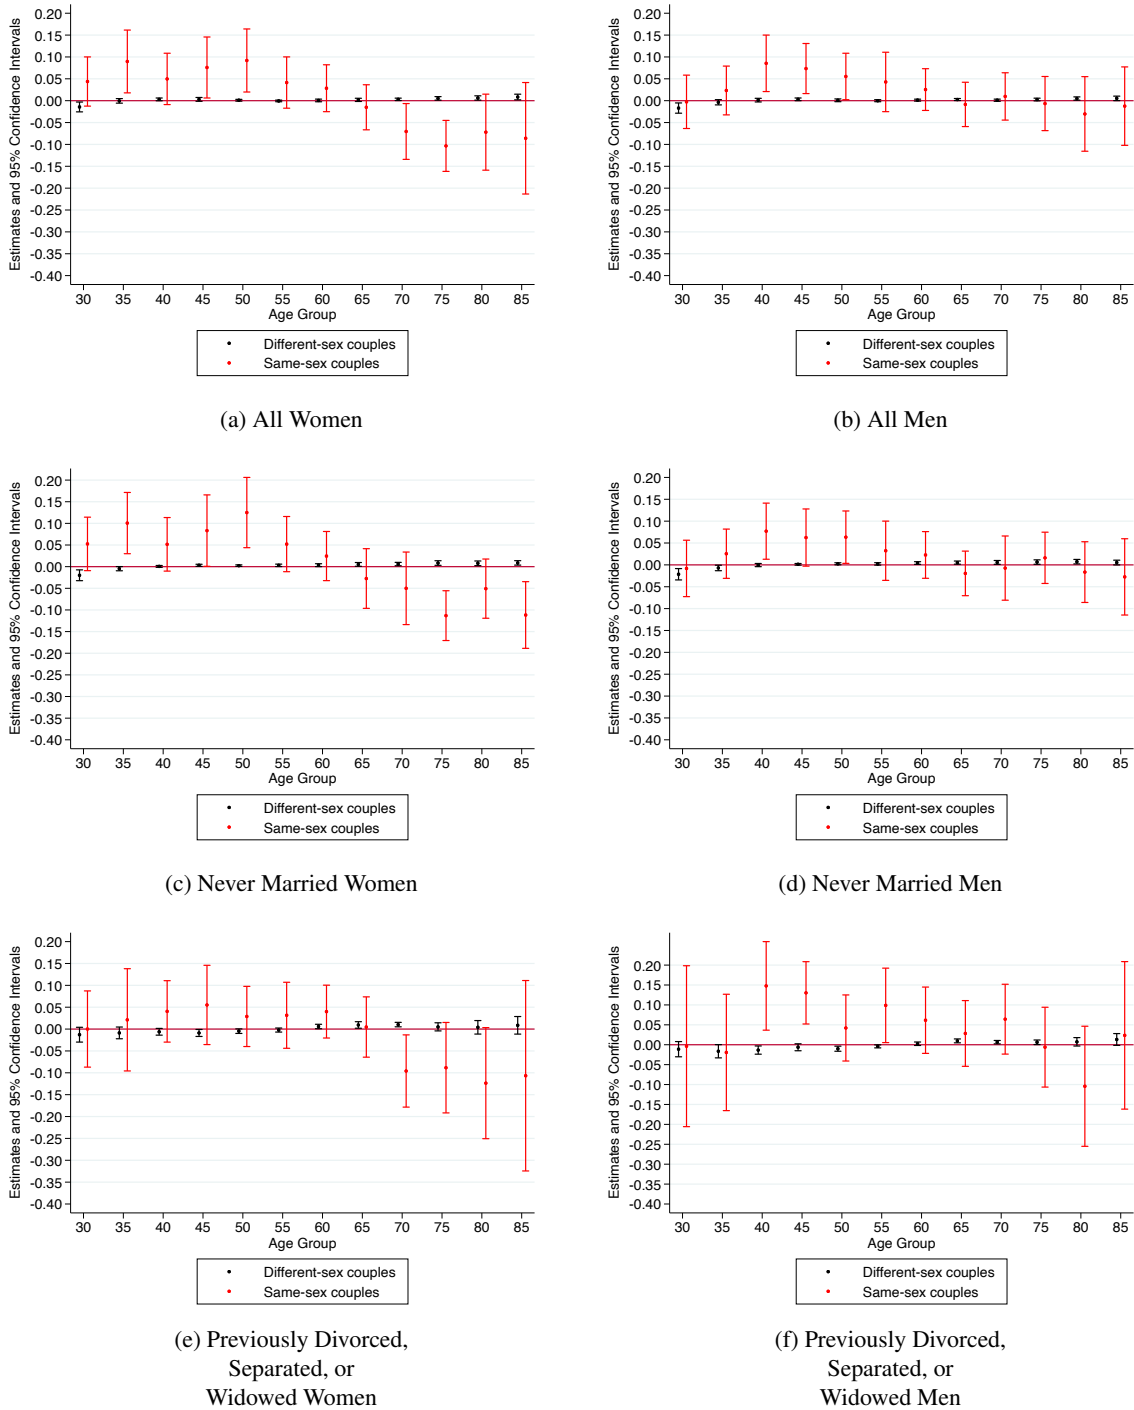 Estimates and 95% Confidence Intervals
0.20
0.15
0.10
0.05
0.00
-0.05
-0.10
-0.15
-0.20
-0.25
-0.30
-0.35
-0.40
30 35 40 45 50 55 60 65 70 75 80 85
Age Group
Different-sex couples
Same-sex couples
(a) All Women
Estimates and 95% Confidence Intervals
0.20
0.15
0.10
0.05
0.00
-0.05
-0.10
-0.15
-0.20
-0.25
-0.30
-0.35
-0.40
30 35 40 45 50 55 60 65 70 75 80 85
Age Group
Different-sex couples
Same-sex couples
(b) All Men
Estimates and 95% Confidence Intervals
0.20
0.15
0.10
0.05
0.00
-0.05
-0.10
-0.15
-0.20
-0.25
-0.30
-0.35
-0.40
30 35 40 45 50 55 60 65 70 75 80 85
Age Group
Different-sex couples
Same-sex couples
(c) Never Married Women
Estimates and 95% Confidence Intervals
0.20
0.15
0.10
0.05
0.00
-0.05
-0.10
-0.15
-0.20
-0.25
-0.30
-0.35
-0.40
30 35 40 45 50 55 60 65 70 75 80 85
Age Group
Different-sex couples
Same-sex couples
(d) Never Married Men
Estimates and 95% Confidence Intervals
0.20
0.15
0.10
0.05
0.00
-0.05
-0.10
-0.15
-0.20
-0.25
-0.30
-0.35
-0.40
30 35 40 45 50 55 60 65 70 75 80 85
Age Group
Different-sex couples
Same-sex couples
(e) Previously Divorced,
Separated, or
Widowed Women
Estimates and 95% Confidence Intervals
0.20
0.15
0.10
0.05
0.00
-0.05
-0.10
-0.15
-0.20
-0.25
-0.30
-0.35
-0.40
30 35 40 45 50 55 60 65 70 75 80 85
Age Group
Different-sex couples
Same-sex couples
(f) Previously Divorced,
Separated, or
Widowed Men